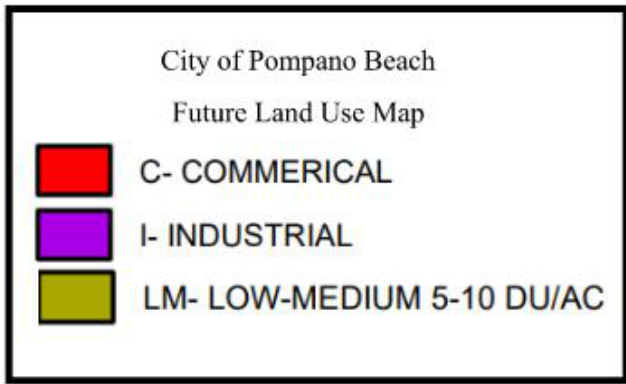 City of Pompano Beach
Future Land Use Map
C- COMMERICAL
I- INDUSTRIAL
LM- LOW-MEDIUM 5-10 DU/AC